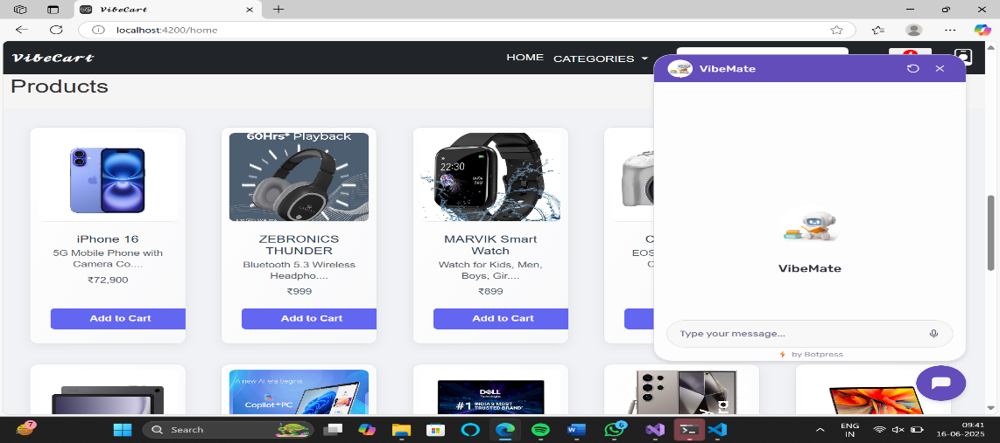 VibeCart
localhost:4200/home
VibeCart
HOME
CATEGORIES
Products
60Hrs* Playback
22:30
iPhone 16
5G Mobile Phone with
Camera Co....
₹72,900
Add to Cart
ZEBRONICS
THUNDER
Bluetooth 5.3 Wireless
Headpho....
₹999
Add to Cart
MARVIK Smart
Watch
Watch for Kids, Men,
Boys, Gir....
₹899
Add to Cart
C
EOS
C
VibeMate
VibeMate
Type your message...
by Botpress
A new AI era begins
Copilot+PC
DELL
Technologies
#1 INDIA'S MOST
TRUSTED BRAND*
7
Search
6
ENG
IN
09:41
16-06-2025